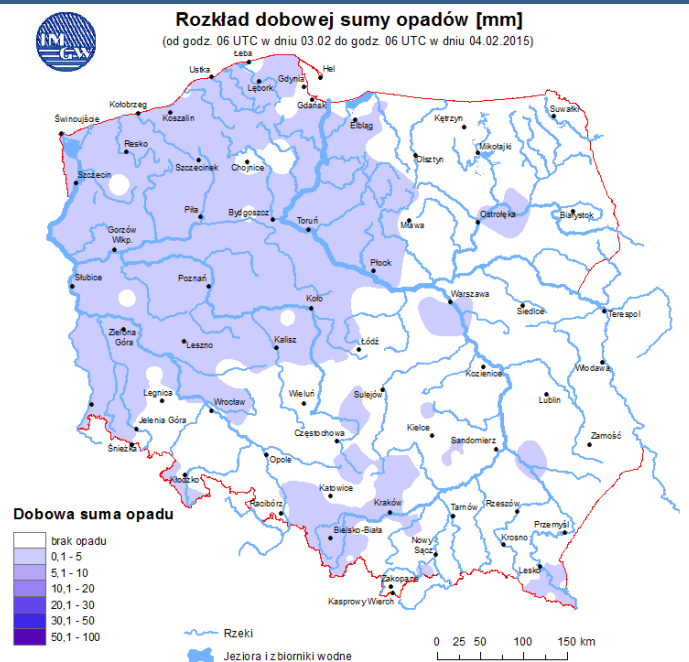 Rozkład dobowej sumy opadów [mm]
(od godz. 06 UTC w dniu 03.02 do godz. 06 UTC w dniu 04.02.2015)
IM
GW
Łeba
Ustka
Hel
Gdynia
Lębork
Gdańsk
Kołobrzeg
Koszalin
Suwałki
Świnoujście
Elbląg
Kętrzyn
Resko
Mikołajki
Olsztyn
Szczecinek
Chojnice
Szczecin
Piła
Bydgoszcz
Toruń
Mława
Ostrołęka
Białystok
Gorzów
Wlkp.
Płock
Słubice
Poznań
Koło
Warszawa
Siedlce
Terespol
Zielona
Góra
Leszno
Kalisz
Łódź
Kozienice
Włodawa
Legnica
Wrocław
Wieluń
Sulejów
Lublin
Jelenia Góra
Kielce
Częstochowa
Sandomierz
Zamość
Śnieżka
Opole
Kłodzko
Katowice
Racibórz
Kraków
Tarnów
Rzeszów
Bielsko-Biała
Przemyśl
Nowy
Sącz
Krosno
Lesko
Zakopane
Kasprowy Wierch
Dobowa suma opadu
brak opadu
0,1 - 5
5,1 - 10
10,1 - 20
20,1 - 30
30,1 - 50
50,1 - 100
Rzeki
Jeziora i zbiorniki wodne
0 25 50 100 150 km